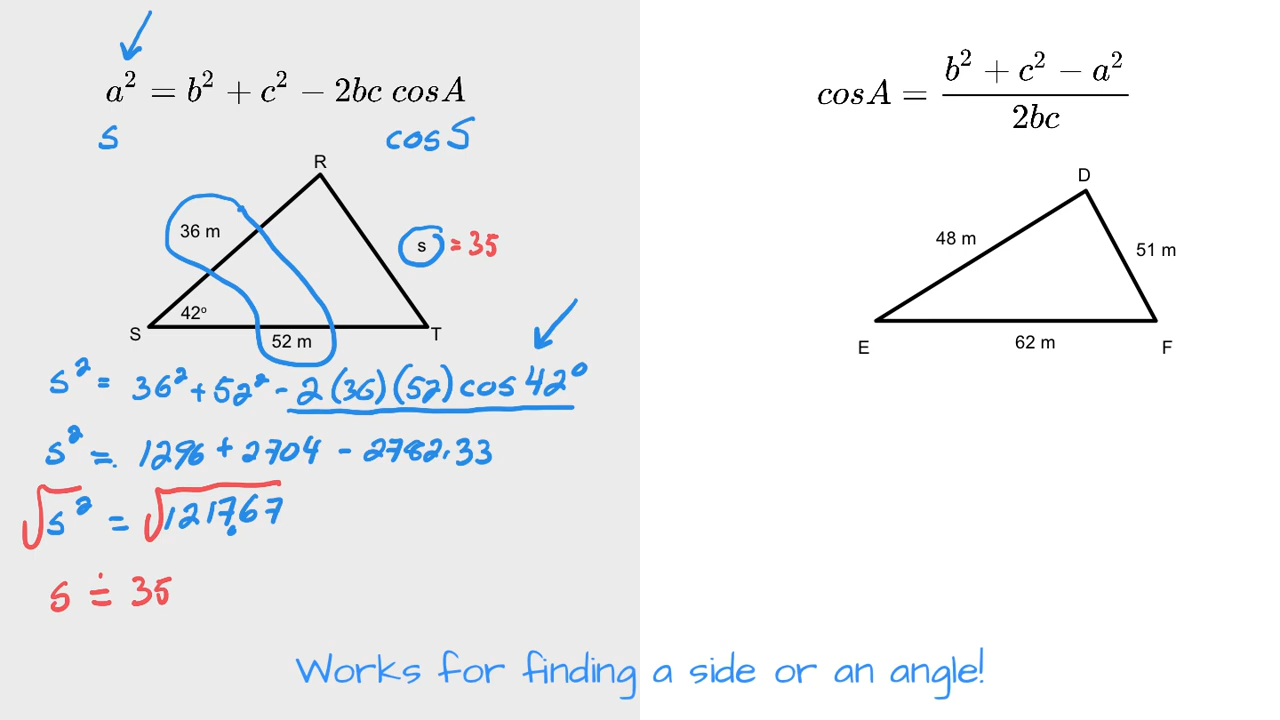 a² = b² + c² − 2bc cosA
s cos S
R
36 m
s = 35
42°
S
T
52 m
s² = 36² + 52² - 2(36)(52) cos 42°
s² = 1296 + 2704 - 2782.33
√s² = √1217.67
s ≐ 35
cosA = (b² + c² − a²) / 2bc
D
48 m
51 m
62 m
E
F
Works for finding a side or an angle!